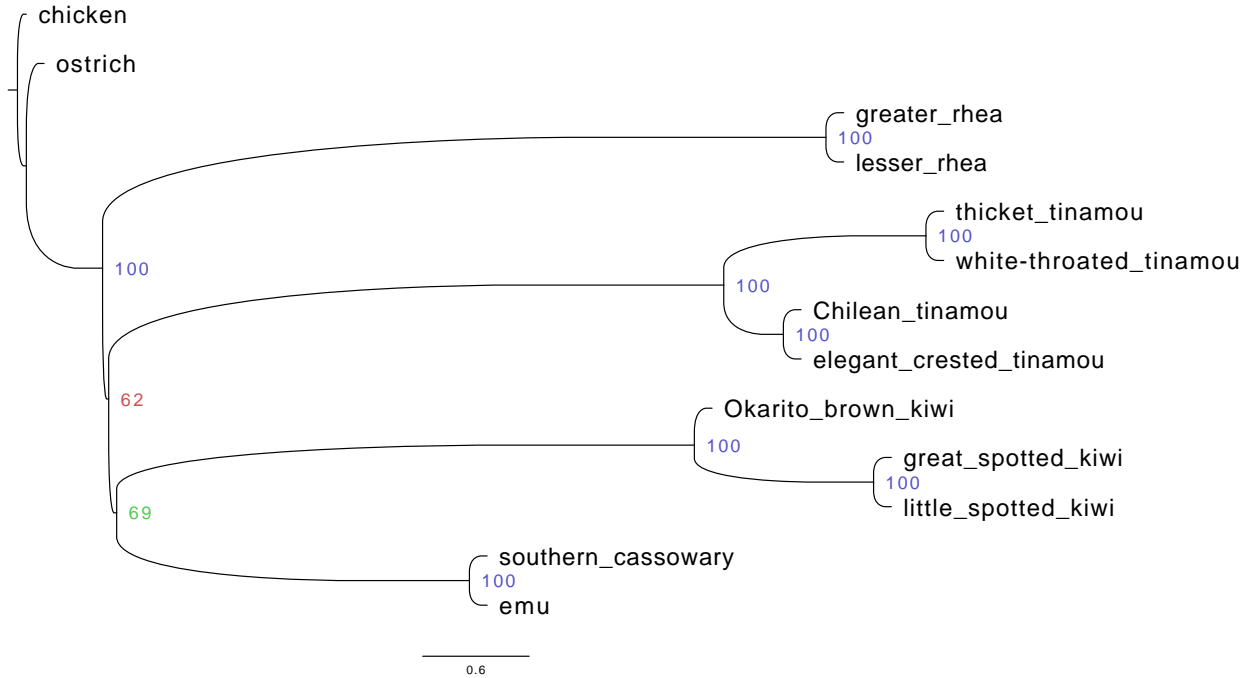 chicken
ostrich
greater_rhea
100
lesser_rhea
thicket_tinamou
100
white-throated_tinamou
100
100
Chilean_tinamou
100
elegant_crested_tinamou
62
Okarito_brown_kiwi
100
great_spotted_kiwi
100
little_spotted_kiwi
69
southern_cassowary
100
emu
0.6